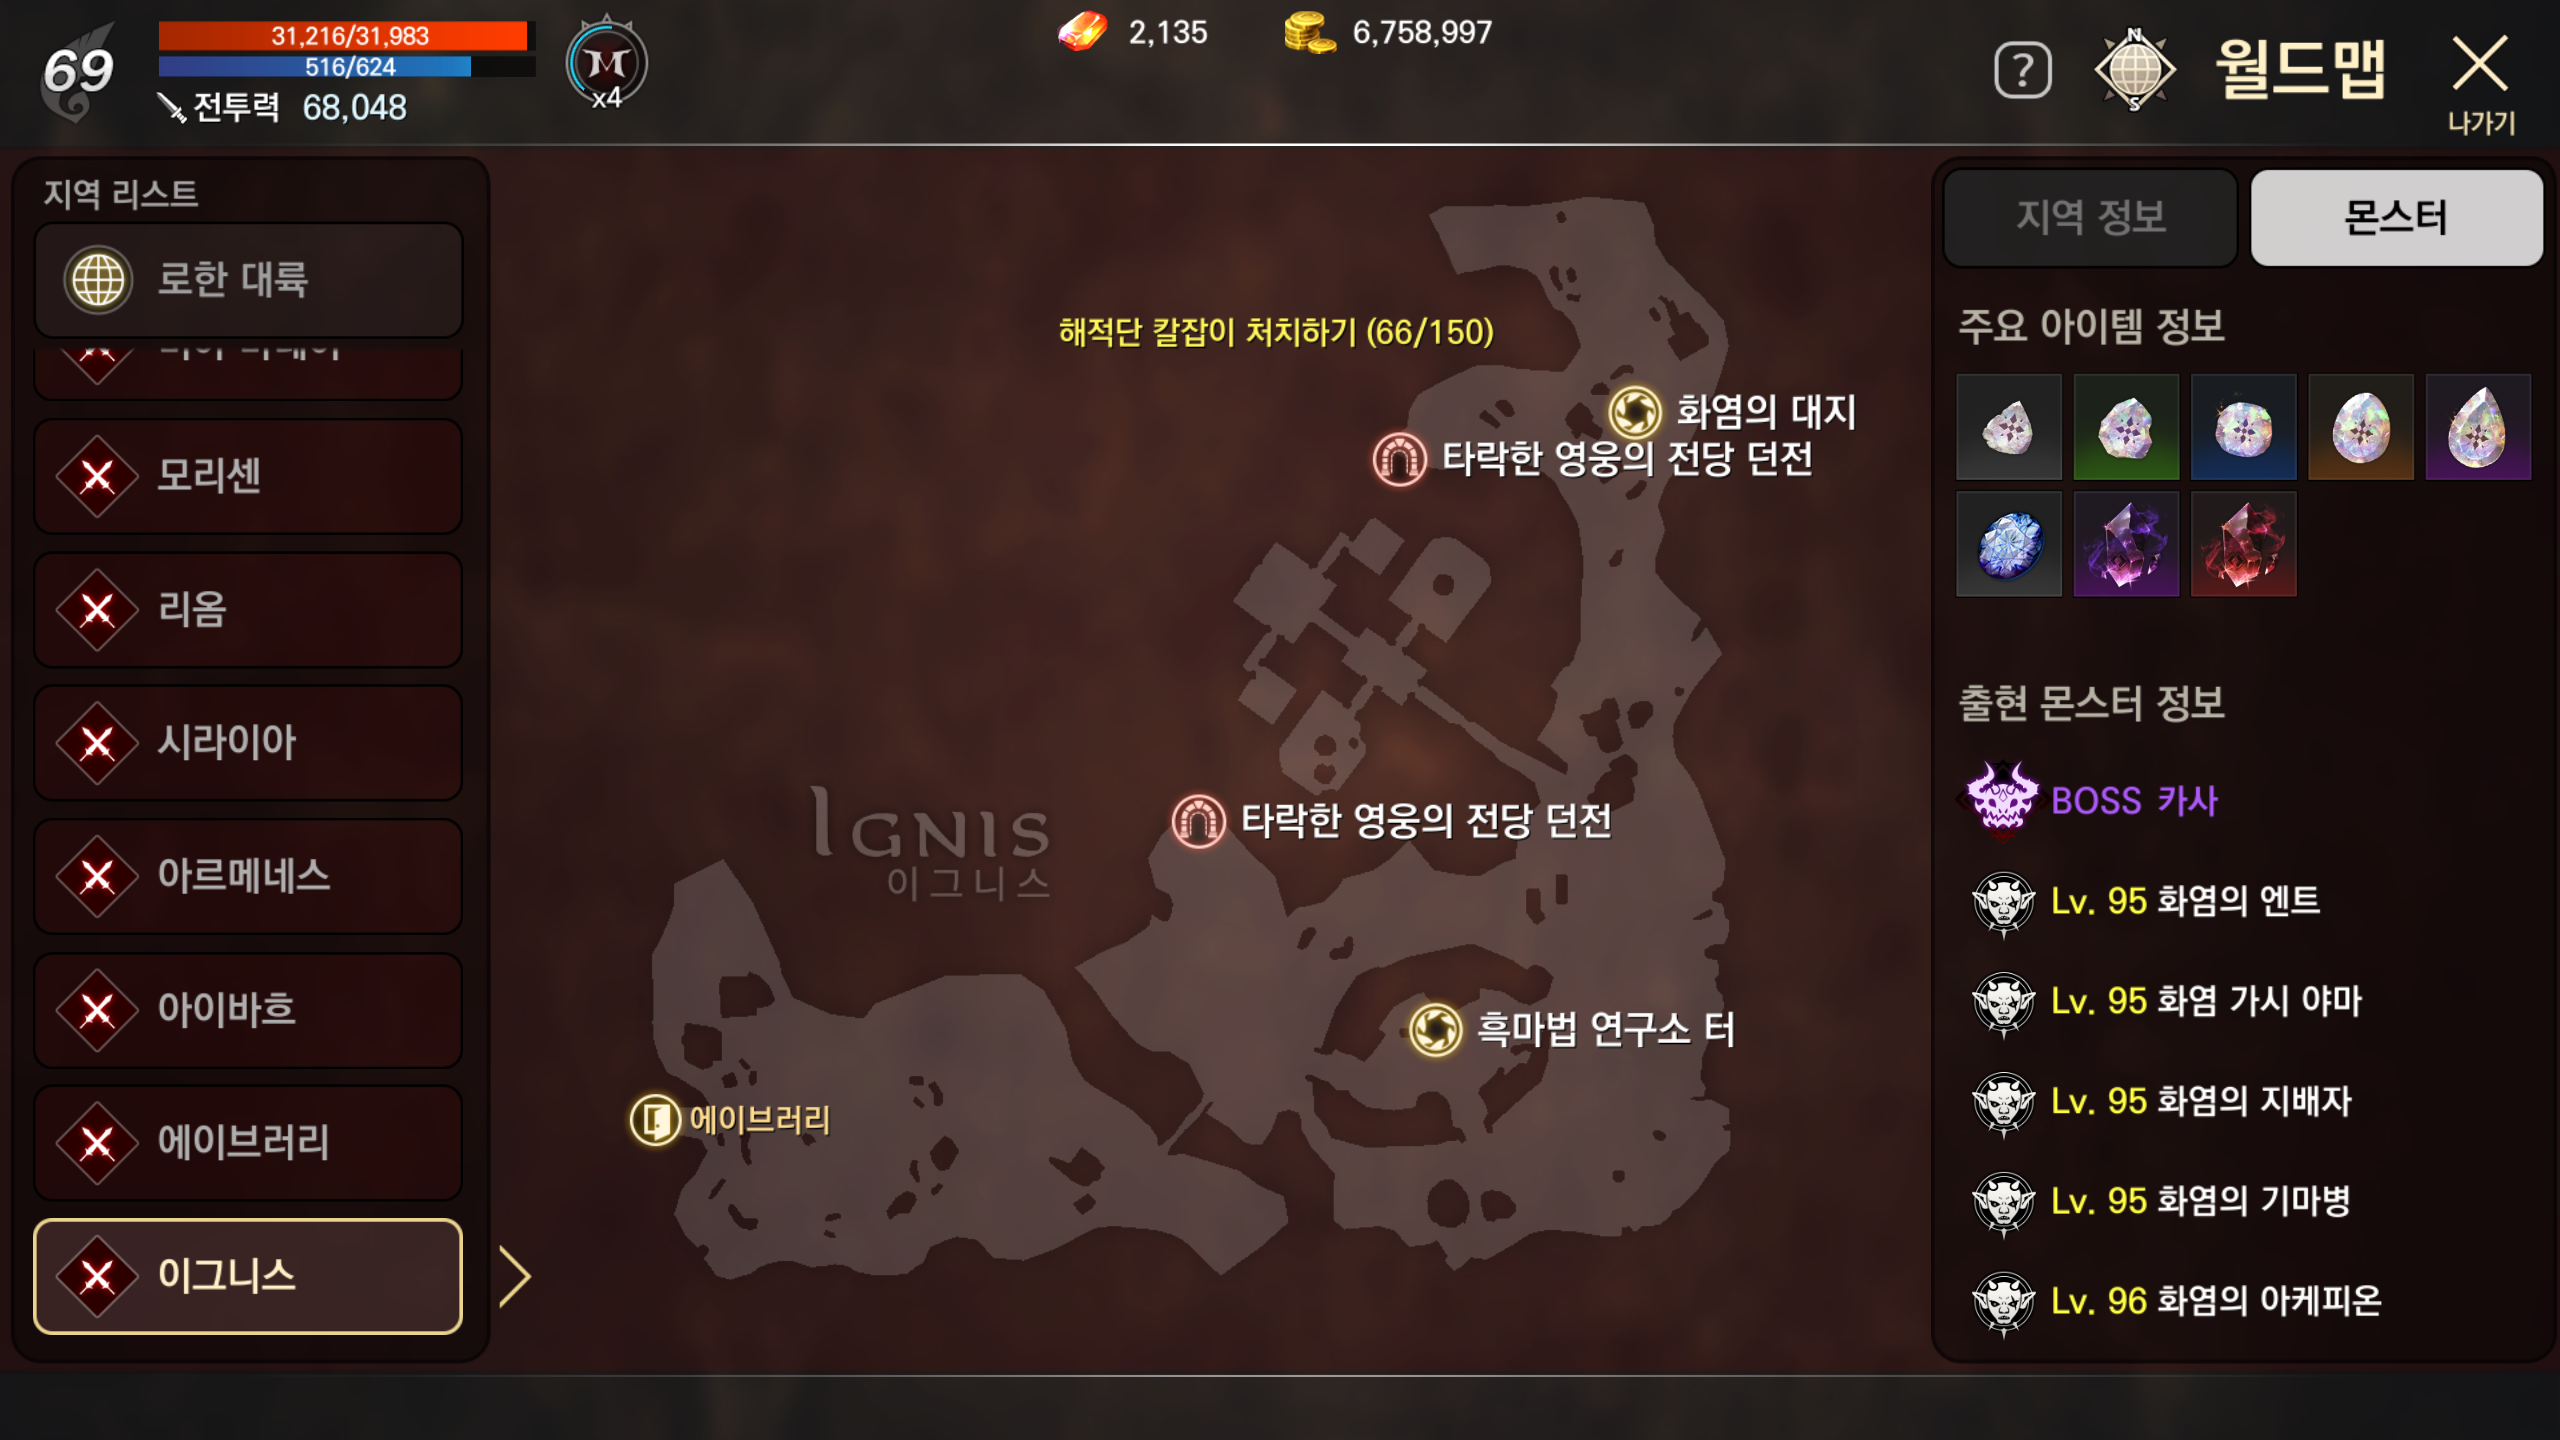 69
31,216/31,983
516/624
전투력 68,048
M
x4
2,135
6,758,997
?
N
S
월드맵
나가기
지역 리스트
로한 대륙
모리센
리옴
시라이아
아르메네스
아이바흐
에이브러리
이그니스
해적단 칼잡이 처치하기 (66/150)
화염의 대지
타락한 영웅의 전당 던전
IGNIS
이그니스
타락한 영웅의 전당 던전
흑마법 연구소 터
에이브러리
지역 정보
몬스터
주요 아이템 정보
출현 몬스터 정보
BOSS 카사
Lv. 95 화염의 엔트
Lv. 95 화염 가시 야마
Lv. 95 화염의 지배자
Lv. 95 화염의 기마병
Lv. 96 화염의 아케피온